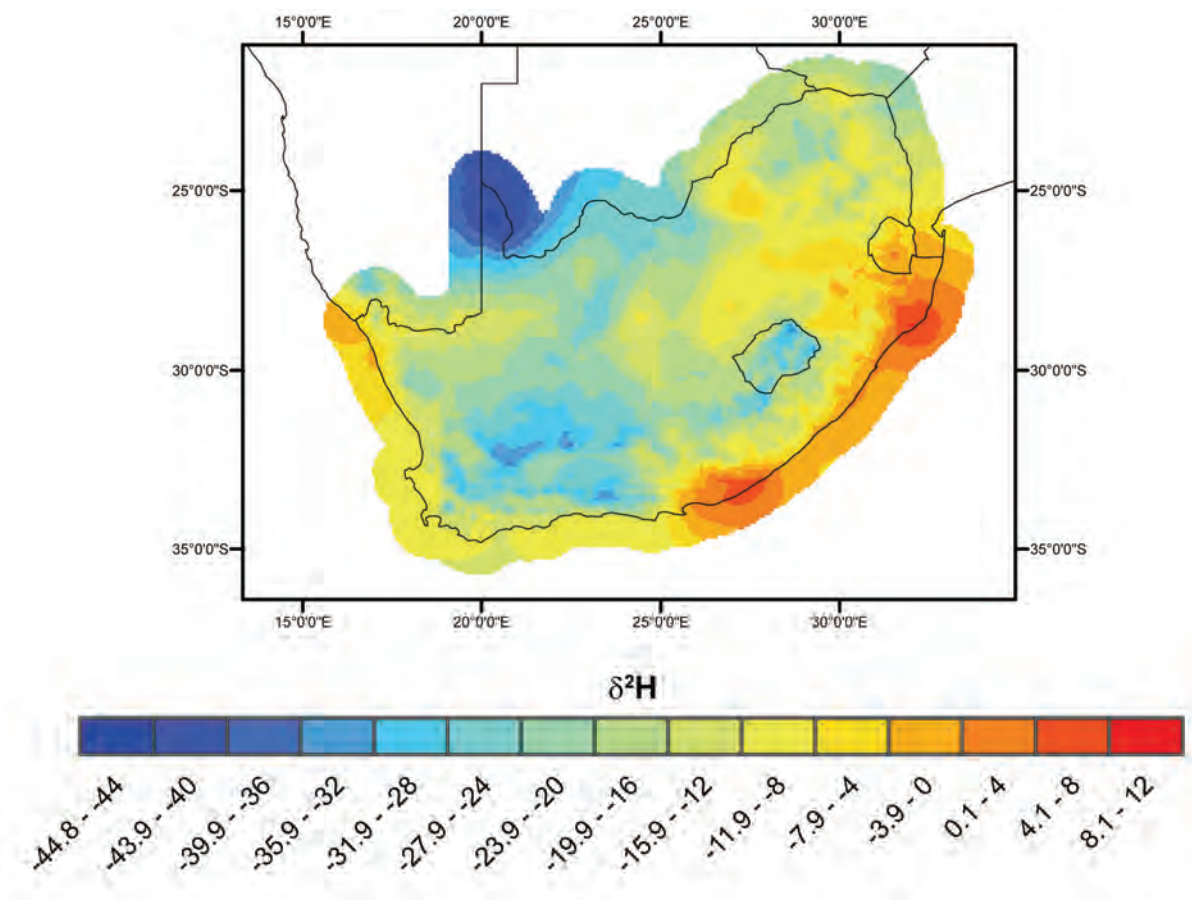 15°0'0"E 20°0'0"E 25°0'0"E 30°0'0"E
25°0'0"S 25°0'0"S
30°0'0"S 30°0'0"S
35°0'0"S 35°0'0"S
15°0'0"E 20°0'0"E 25°0'0"E 30°0'0"E
δ²H
-44.8 - -44
-43.9 - -40
-39.9 - -36
-35.9 - -32
-31.9 - -28
-27.9 - -24
-23.9 - -20
-19.9 - -16
-15.9 - -12
-11.9 - -8
-7.9 - -4
-3.9 - 0
0.1 - 4
4.1 - 8
8.1 - 12